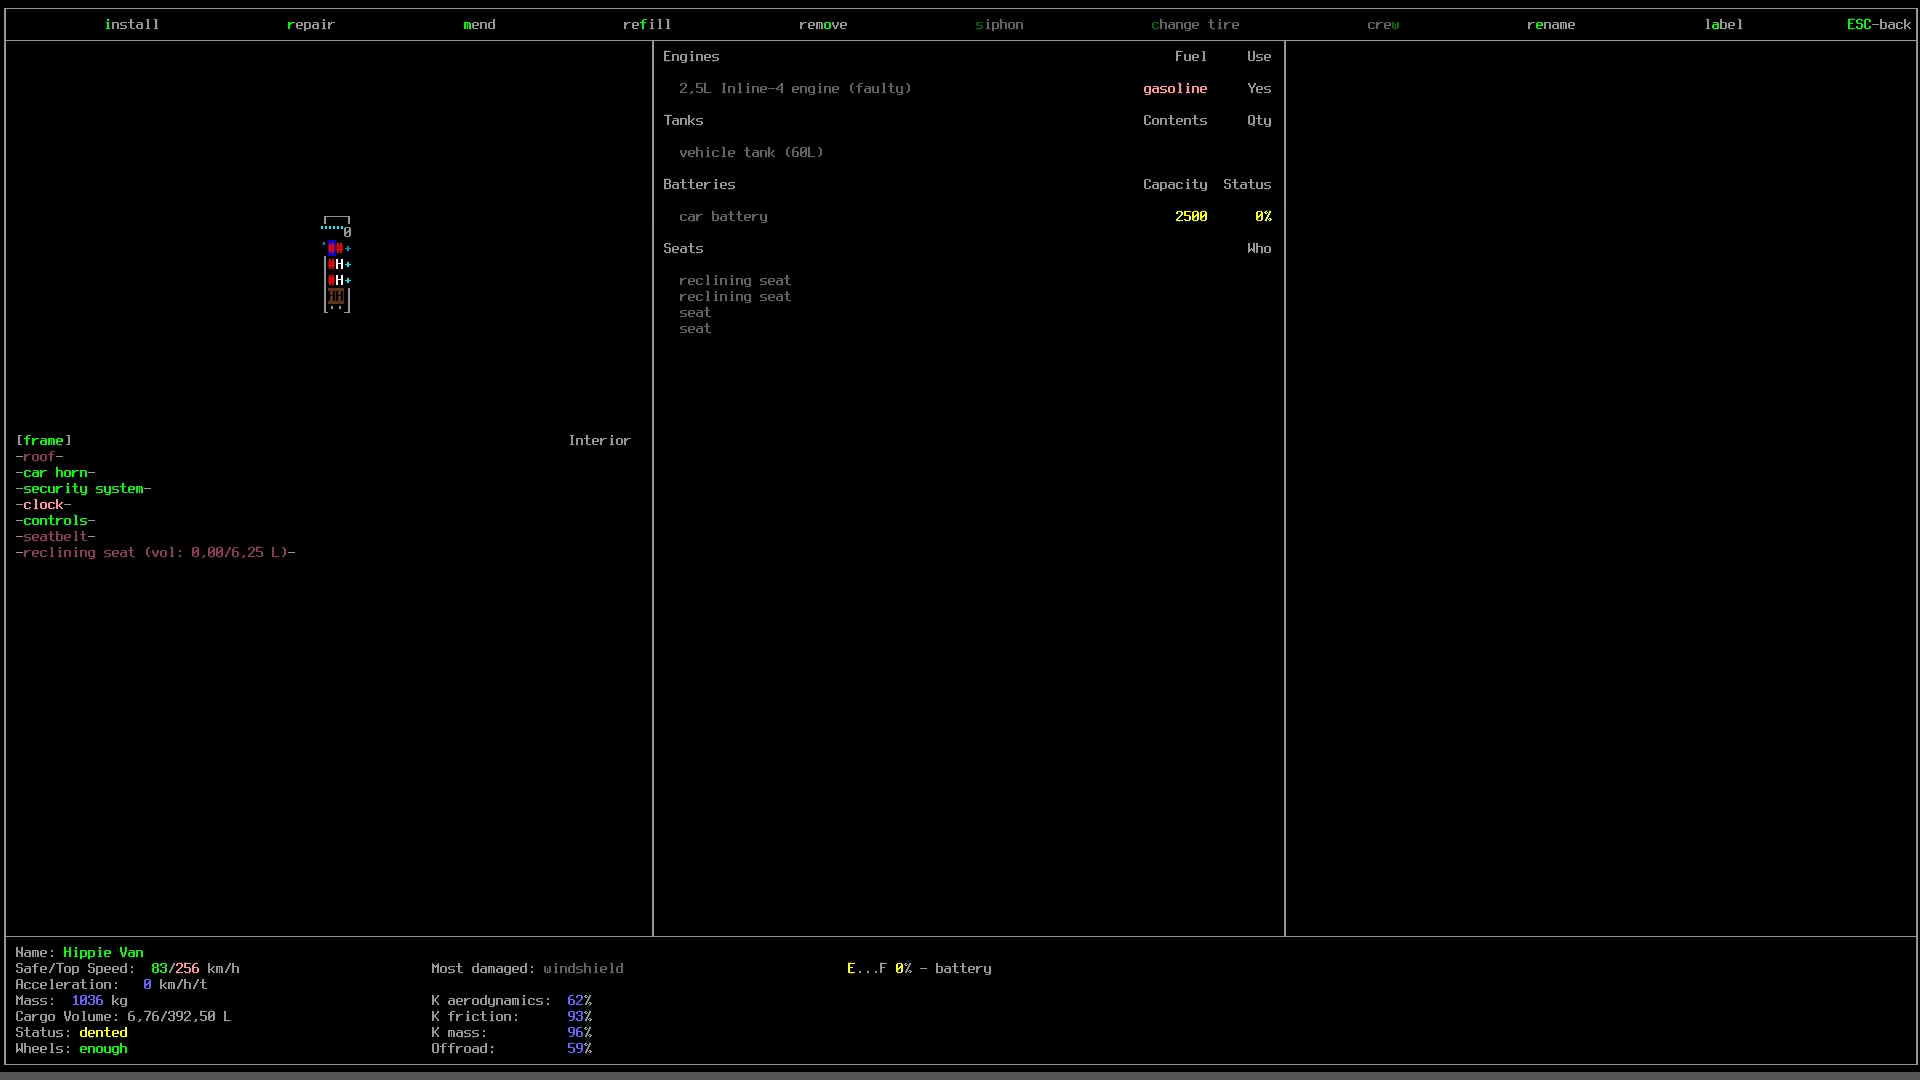 install repair mend refill remove siphon change tire crew rename label ESC-back
Engines Fuel Use
2,5L Inline-4 engine (faulty) gasoline Yes
Tanks Contents Qty
vehicle tank (60L)
Batteries Capacity Status
car battery 2500 0%
Seats Who
reclining seat
reclining seat
seat
seat
0
##+
#H+
#H+
[frame] Interior
-roof-
-car horn-
-security system-
-clock-
-controls-
-seatbelt-
-reclining seat (vol: 0,00/6,25 L)-
Name: Hippie Van
Safe/Top Speed: 83/256 km/h
Acceleration: 0 km/h/t
Mass: 1036 kg
Cargo Volume: 6,76/392,50 L
Status: dented
Wheels: enough
Most damaged: windshield
K aerodynamics: 62%
K friction: 93%
K mass: 96%
Offroad: 59%
E...F 0% - battery